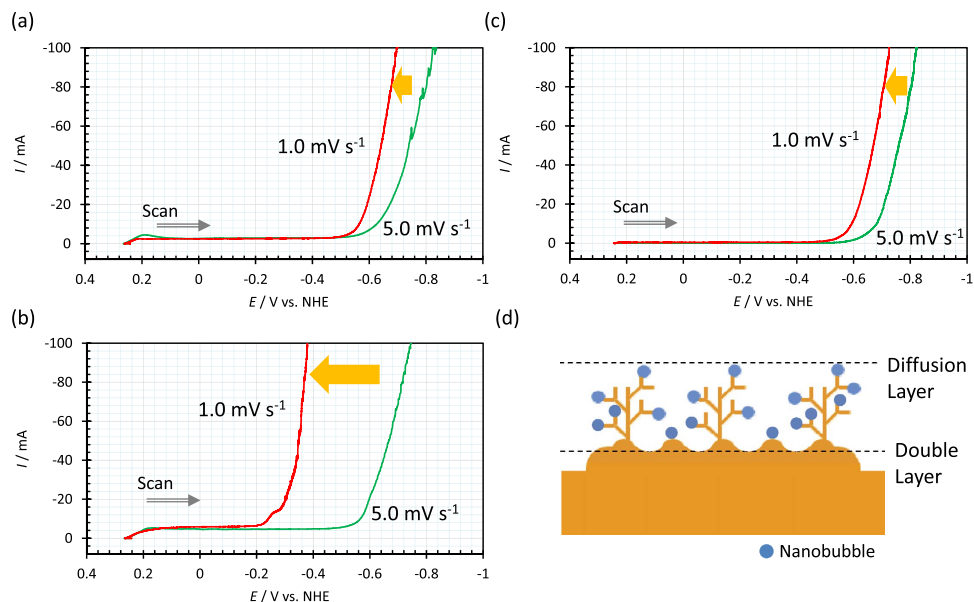 (a)
-100
-80
-60
-40
-20
0
I / mA
1.0 mV s⁻¹
5.0 mV s⁻¹
Scan
0.4 0.2 0 -0.2 -0.4 -0.6 -0.8 -1
E / V vs. NHE
(c)
-100
-80
-60
-40
-20
0
I / mA
1.0 mV s⁻¹
5.0 mV s⁻¹
Scan
0.4 0.2 0 -0.2 -0.4 -0.6 -0.8 -1
E / V vs. NHE
(b)
-100
-80
-60
-40
-20
0
I / mA
1.0 mV s⁻¹
5.0 mV s⁻¹
Scan
0.4 0.2 0 -0.2 -0.4 -0.6 -0.8 -1
E / V vs. NHE
(d)
Diffusion
Layer
Double
Layer
Nanobubble